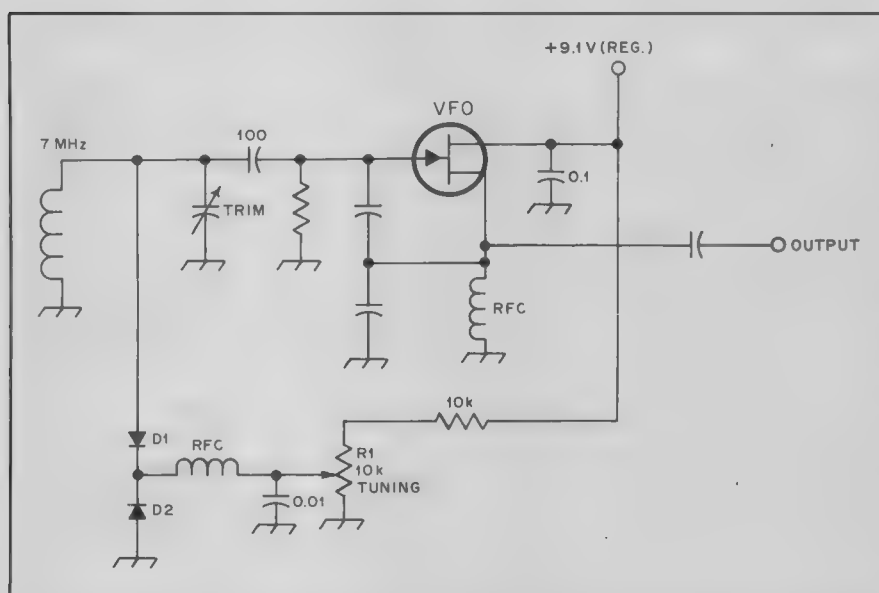 +9.1V (REG.)
VFO
7 MHz
100
TRIM
0.1
OUTPUT
RFC
10k
D1
RFC
R1
10k
TUNING
0.01
D2